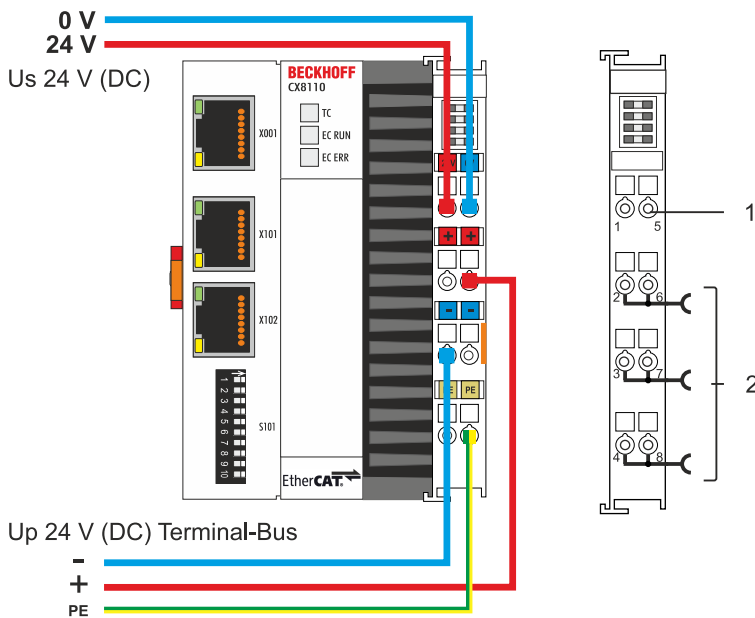 0 V
24 V
Us 24 V (DC)
BECKHOFF
CX8110
TC
EC RUN
EC ERR
X001
X101
X102
S101
1 2 3 4 5 6 7 8 9 10
+ +
- -
PE
EtherCAT.
Up 24 V (DC) Terminal-Bus
-
+
PE
1 5
2 6
3 7
4 8
1
2